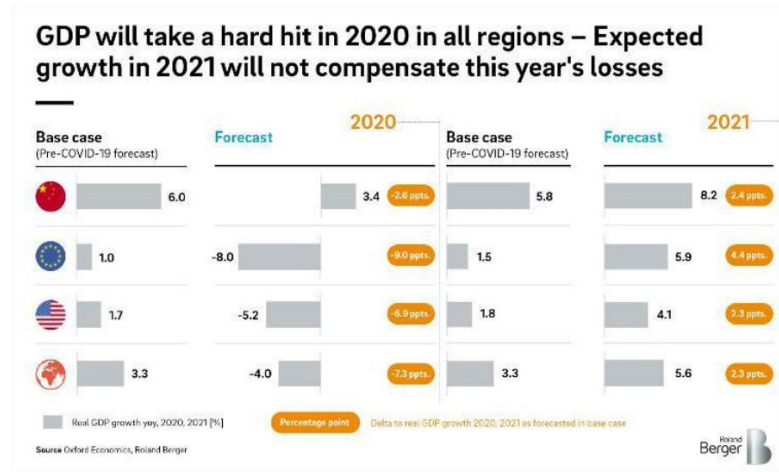 GDP will take a hard hit in 2020 in all regions – Expected
growth in 2021 will not compensate this year's losses
2020
2021
Base case
(Pre-COVID-19 forecast)
Forecast
Base case
(Pre-COVID-19 forecast)
Forecast
6.0
3.4
-2.6 ppts.
5.8
8.2
2.4 ppts.
1.0
-8.0
-9.0 ppts.
1.5
5.9
4.4 ppts.
1.7
-5.2
-6.9 ppts.
1.8
4.1
2.3 ppts.
3.3
-4.0
-7.3 ppts.
3.3
5.6
2.3 ppts.
Real GDP growth yoy, 2020, 2021 [%]
Percentage point
Delta to real GDP growth 2020, 2021 as forecasted in base case
Source Oxford Economics, Roland Berger
Roland
Berger